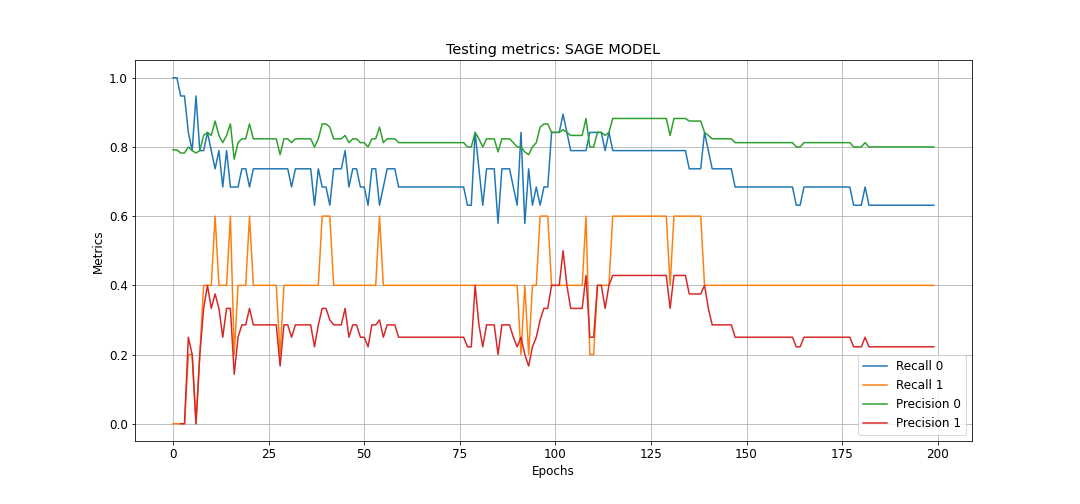 Testing metrics: SAGE MODEL
1.0
0.8
0.6
0.4
0.2
0.0
Metrics
0 25 50 75 100 125 150 175 200
Epochs
Recall 0
Recall 1
Precision 0
Precision 1